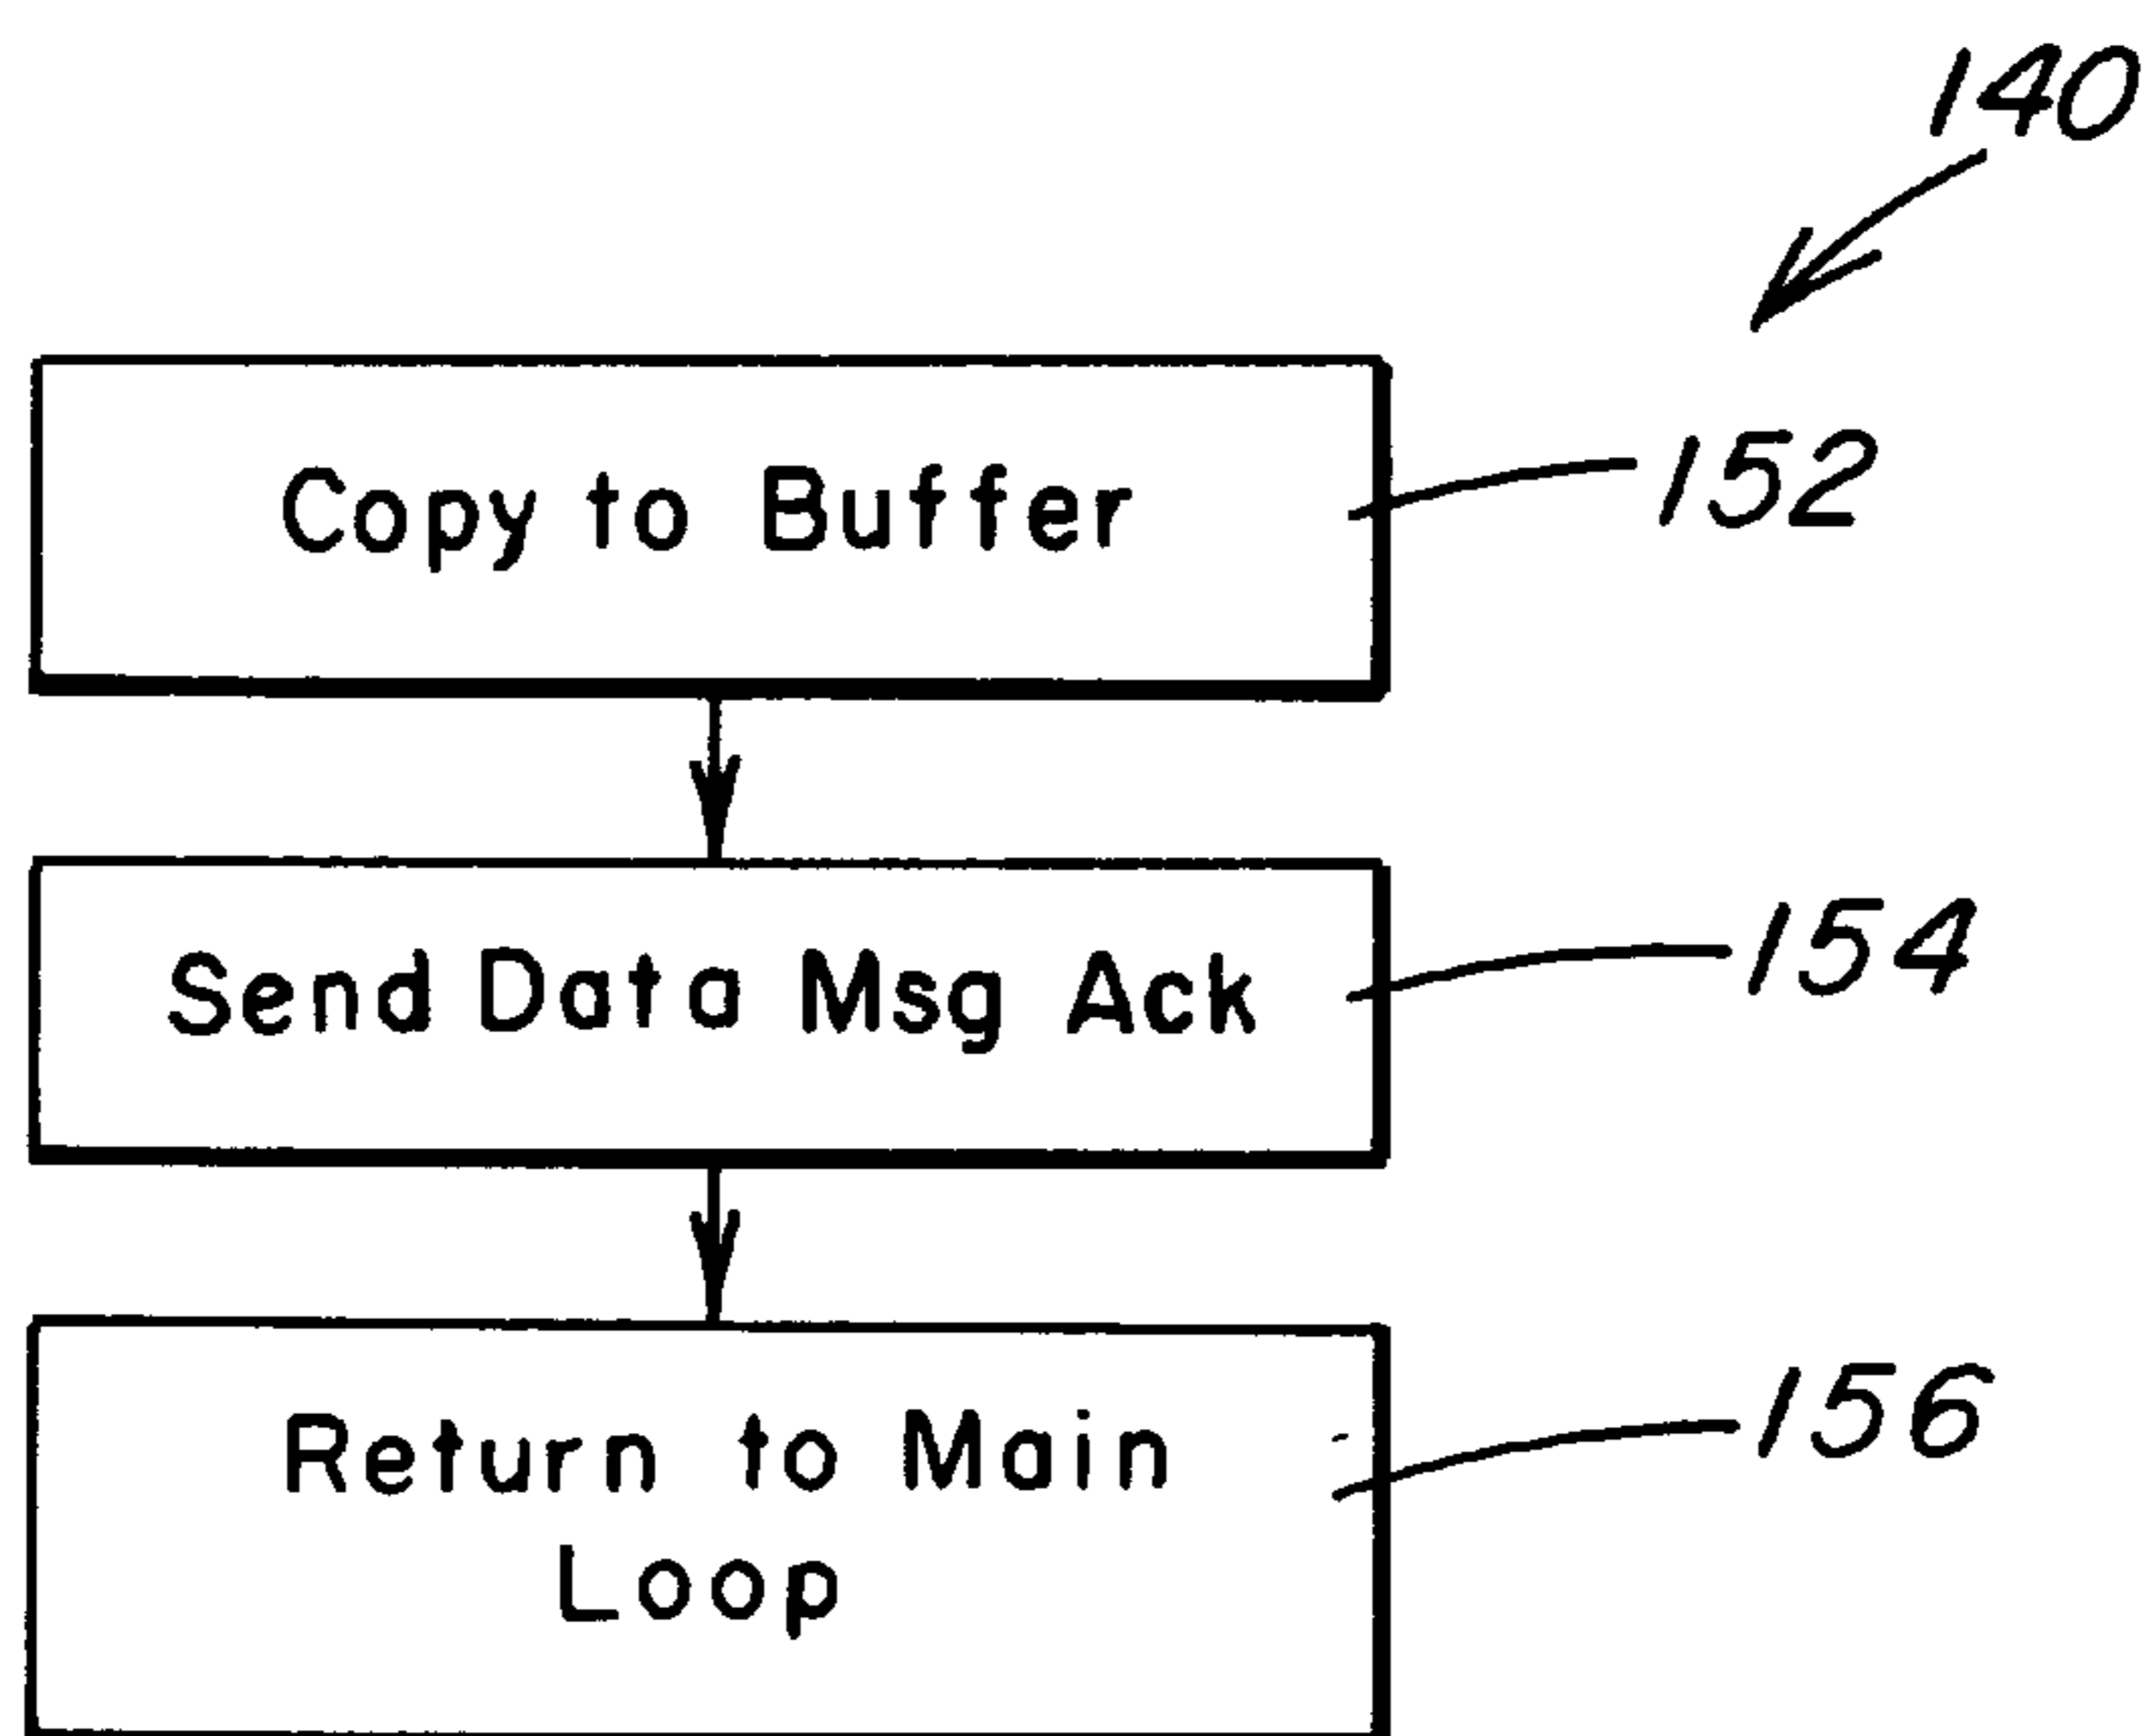 140
Copy to Buffer
152
Send Data Msg Ack
154
Return to Main
Loop
156